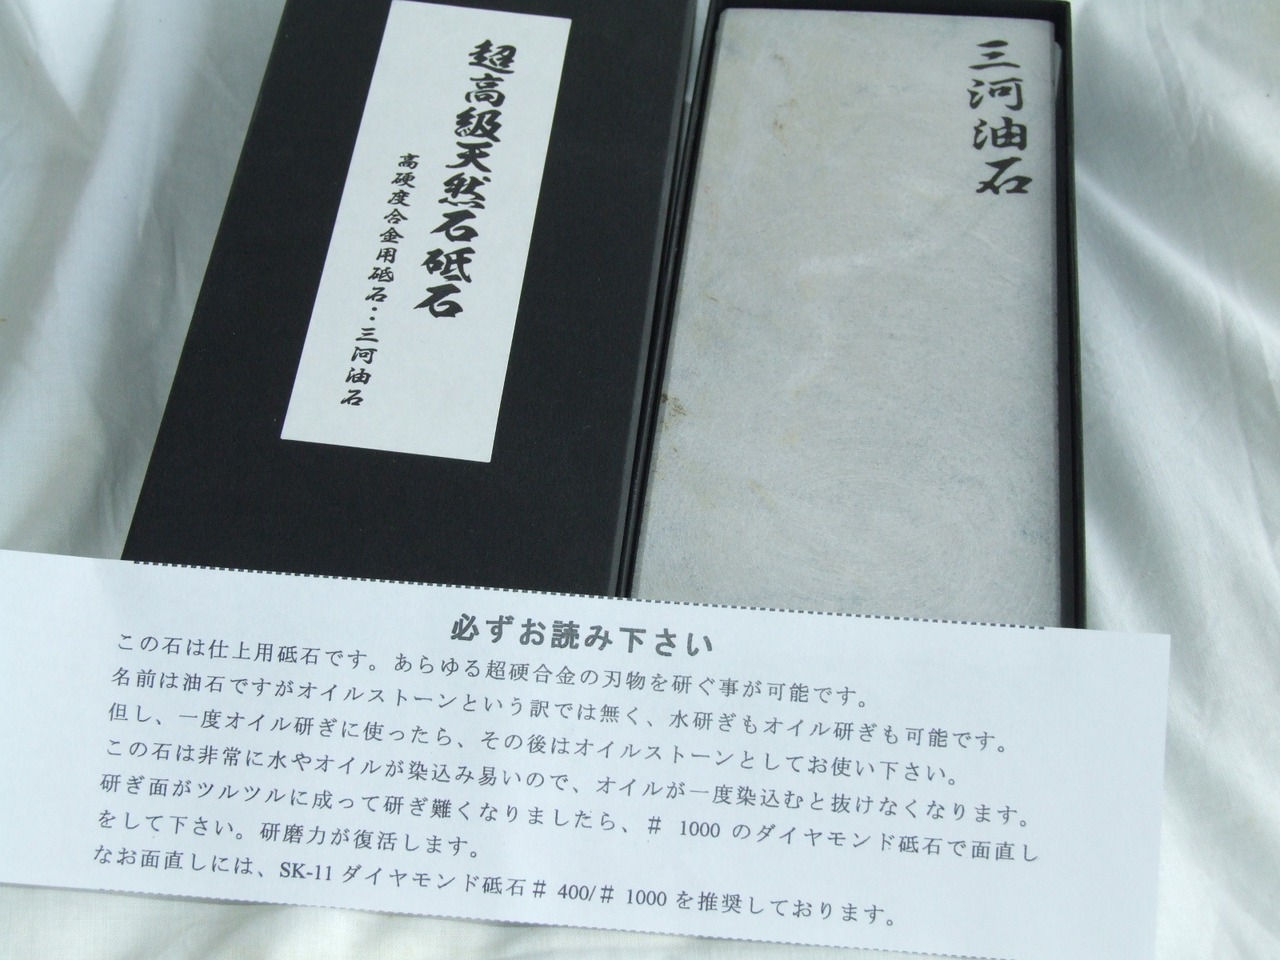 超高級天然石砥石
高硬度合金用砥石:三河油石
三河油石
必ずお読み下さい
この石は仕上用砥石です。あらゆる超硬合金の刃物を研ぐ事が可能です。
名前は油石ですがオイルストーンという訳では無く、水研ぎもオイル研ぎも可能です。
但し、一度オイル研ぎに使ったら、その後はオイルストーンとしてお使い下さい。
この石は非常に水やオイルが染込み易いので、オイルが一度染込むと抜けなくなります。
研ぎ面がツルツルに成って研ぎ難くなりましたら、# 1000 のダイヤモンド砥石で面直し
をして下さい。研磨力が復活します。
なお面直しには、SK-11 ダイヤモンド砥石# 400/# 1000 を推奨しております。